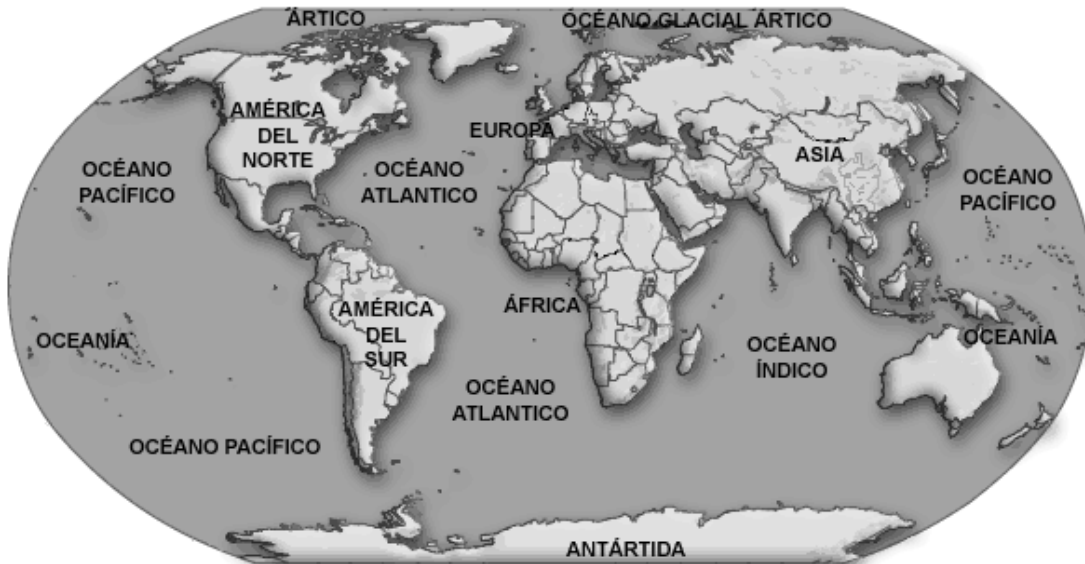 ÁRTICO
ÓCÉANO GLACIAL ÁRTICO
AMÉRICA
DEL
NORTE
EUROPA
ASIA
OCÉANO
PACÍFICO
OCÉANO
ATLANTICO
OCÉANO
PACÍFICO
ÁFRICA
AMÉRICA
DEL
SUR
OCEANÍA
OCEANÍA
OCÉANO
ÍNDICO
OCÉANO
ATLANTICO
OCÉANO PACÍFICO
ANTÁRTIDA